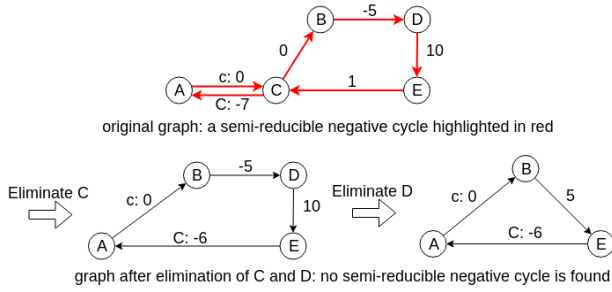 B -5 D
0 10
A c: 0 C 1 E
C: -7
original graph: a semi-reducible negative cycle highlighted in red
Eliminate C
B -5 D
c: 0 10
A C: -6 E
Eliminate D
B
c: 0 5
A C: -6 E
graph after elimination of C and D: no semi-reducible negative cycle is found